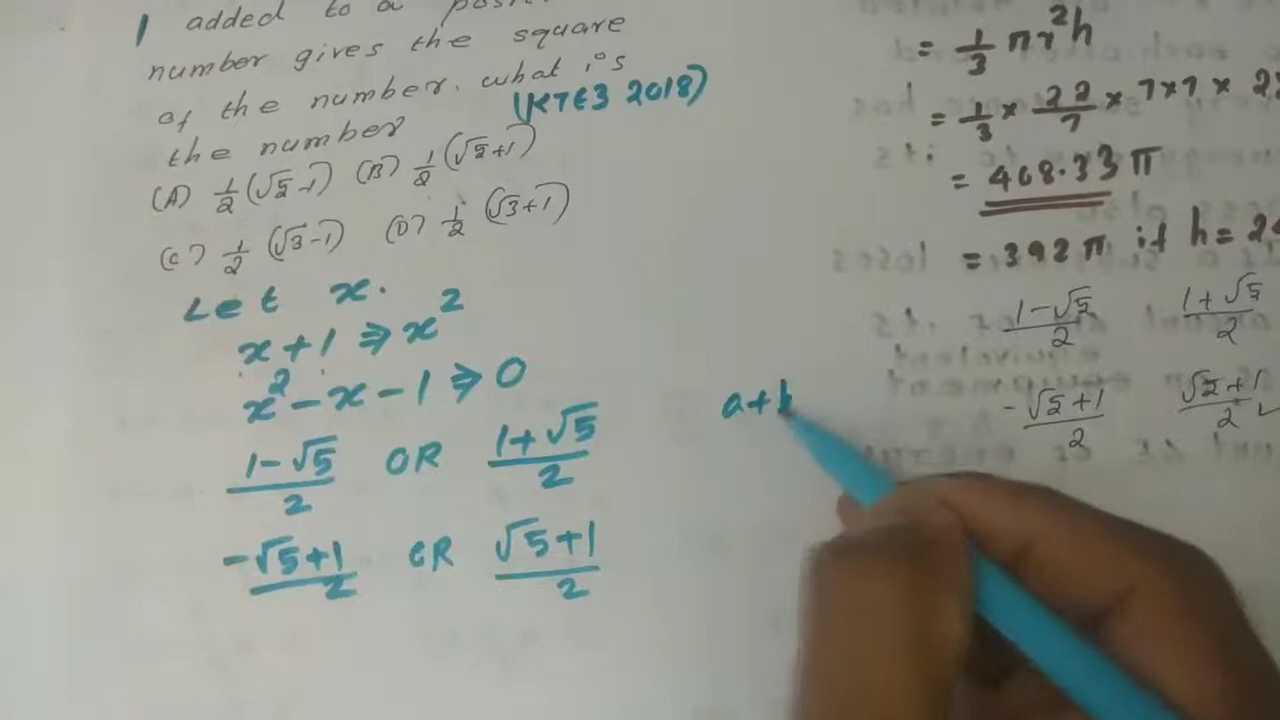 1 added to a
number gives the square
of the number. what is
the number (KTE3 2018)
(A) 1/2 (√5-1) (B) 1/2 (√5+1)
(C) 1/2 (√3-1) (D) 1/2 (√3+1)
Let x.
x+1 ⇒ x²
x² - x - 1 ⇒ 0
1-√5/2 OR 1+√5/2
-√5+1/2 OR √5+1/2
a+b
= 1/3 πr²h
= 1/3 × 22/7 × 7×7 ×
= 408.33 π
= 392 π if h =
1-√5/2 1+√5/2
-√5+1/2 √5+1/2 ✓